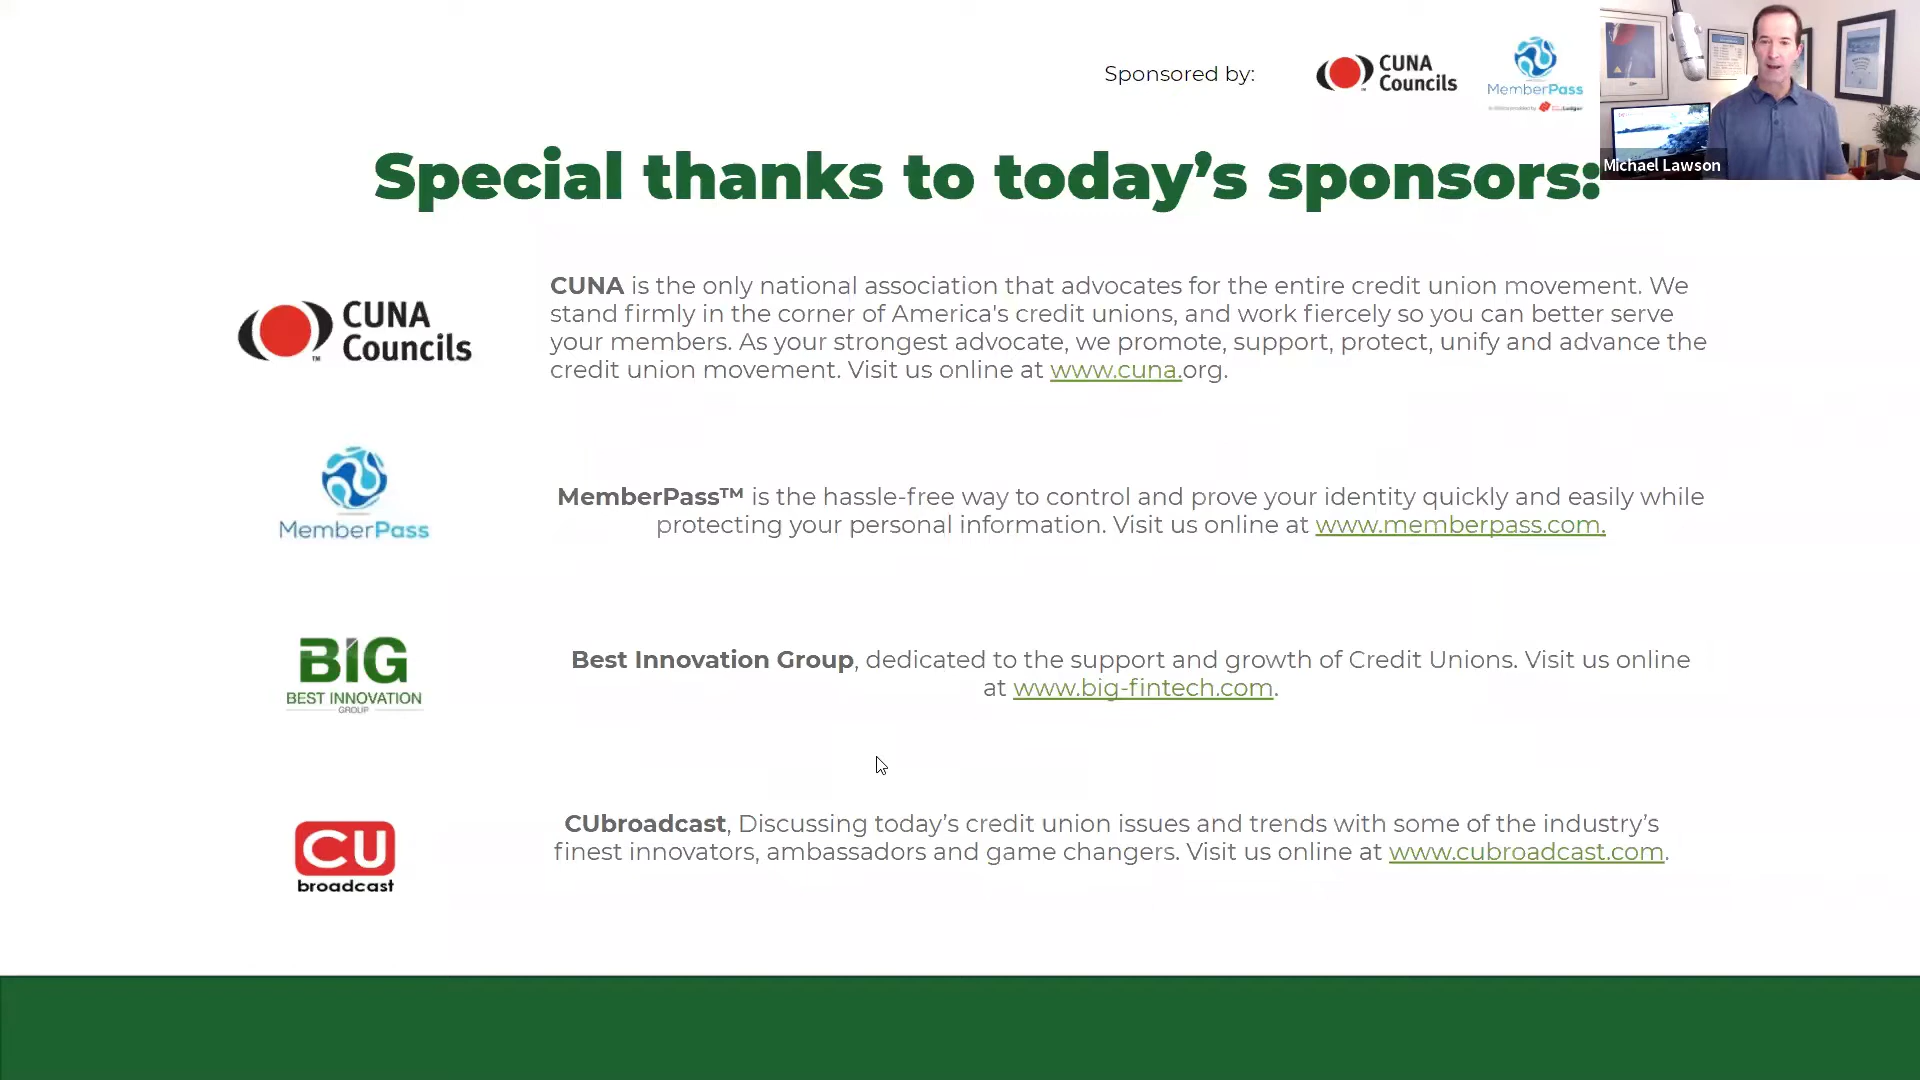 Sponsored by:
CUNA
Councils
MemberPass
Michael Lawson
Special thanks to today’s sponsors:
CUNA
Councils
™
CUNA is the only national association that advocates for the entire credit union movement. We
stand firmly in the corner of America's credit unions, and work fiercely so you can better serve
your members. As your strongest advocate, we promote, support, protect, unify and advance the
credit union movement. Visit us online at www.cuna.org.
MemberPass
MemberPass™ is the hassle-free way to control and prove your identity quickly and easily while
protecting your personal information. Visit us online at www.memberpass.com.
BIG
BEST INNOVATION
GROUP
Best Innovation Group, dedicated to the support and growth of Credit Unions. Visit us online
at www.big-fintech.com.
CU
broadcast
CUbroadcast, Discussing today’s credit union issues and trends with some of the industry’s
finest innovators, ambassadors and game changers. Visit us online at www.cubroadcast.com.